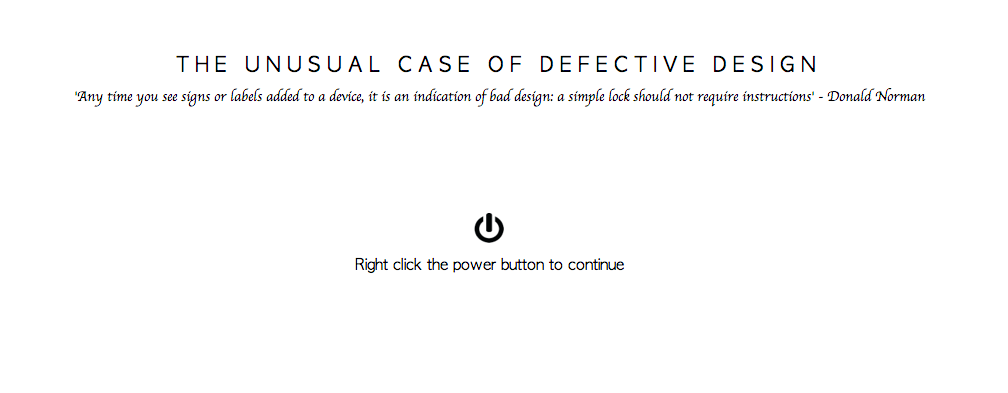 THE UNUSUAL CASE OF DEFECTIVE DESIGN
'Any time you see signs or labels added to a device, it is an indication of bad design: a simple lock should not require instructions' - Donald Norman
Right click the power button to continue